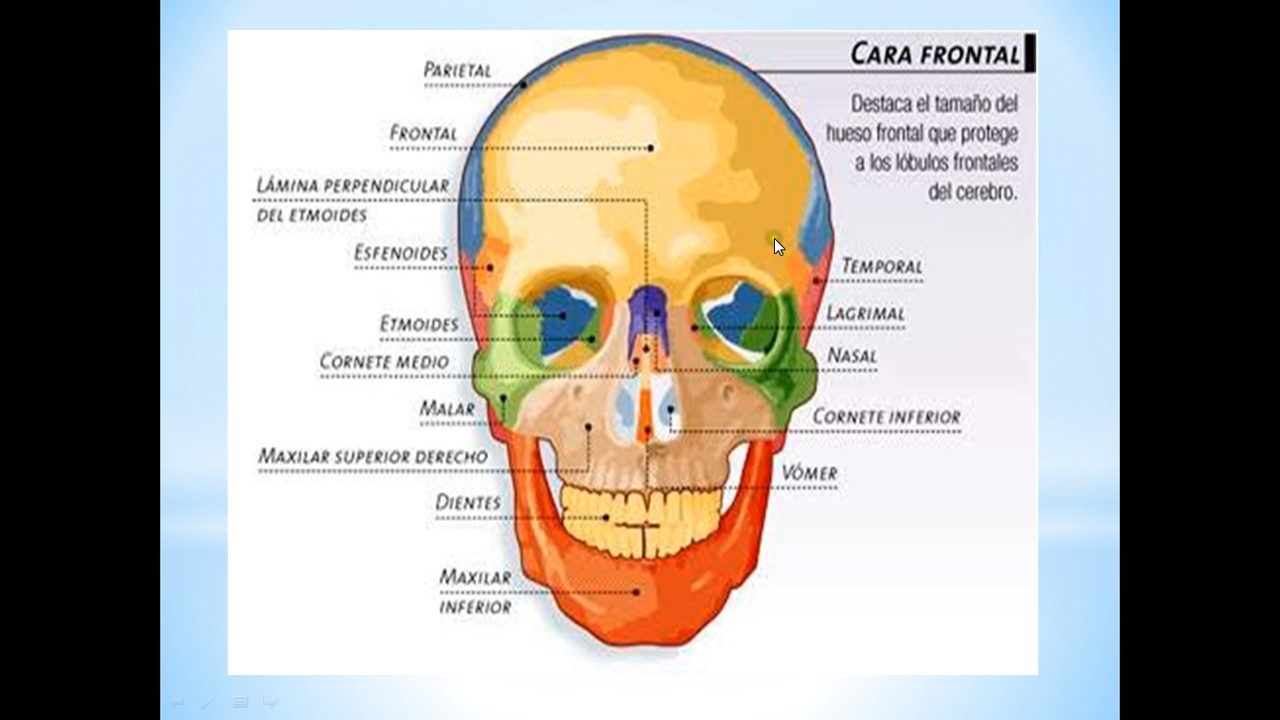 CARA FRONTAL
Destaca el tamaño del
hueso frontal que protege
a los lóbulos frontales
del cerebro.
PARIETAL
FRONTAL
LÁMINA PERPENDICULAR
DEL ETMOIDES
ESFENOIDES
ETMOIDES
CORNETE MEDIO
MALAR
MAXILAR SUPERIOR DERECHO
DIENTES
MAXILAR
INFERIOR
TEMPORAL
LAGRIMAL
NASAL
CORNETE INFERIOR
VÓMER